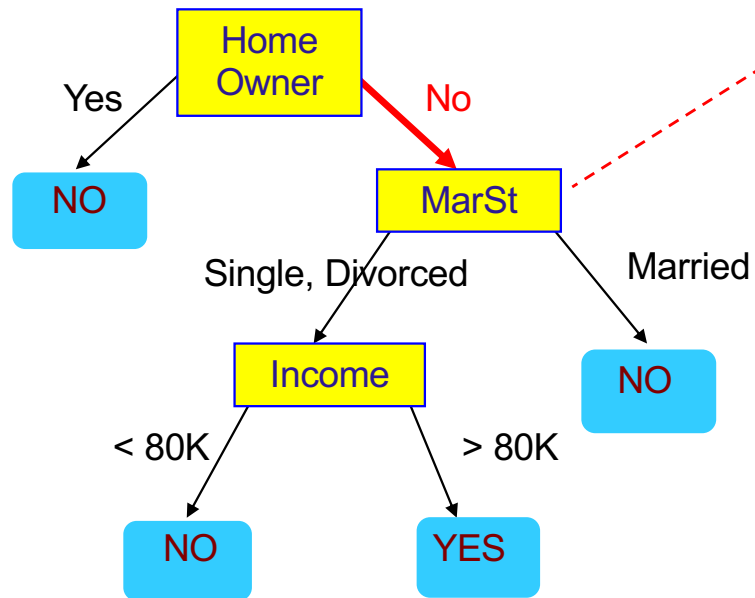 Home
Owner
Yes
No
NO
MarSt
Single, Divorced
Married
Income
NO
< 80K
> 80K
NO
YES